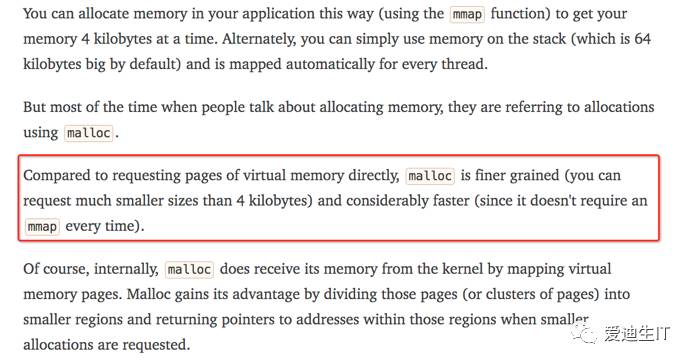 You can allocate memory in your application this way (using the mmap function) to get your
memory 4 kilobytes at a time. Alternately, you can simply use memory on the stack (which is 64
kilobytes big by default) and is mapped automatically for every thread.
But most of the time when people talk about allocating memory, they are referring to allocations
using malloc.
Compared to requesting pages of virtual memory directly, malloc is finer grained (you can
request much smaller sizes than 4 kilobytes) and considerably faster (since it doesn't require an
mmap every time).
Of course, internally, malloc does receive its memory from the kernel by mapping virtual
memory pages. Malloc gains its advantage by dividing those pages (or clusters of pages) into
smaller regions and returning pointers to addresses within those regions when smaller
allocations are requested.
爱迪生IT